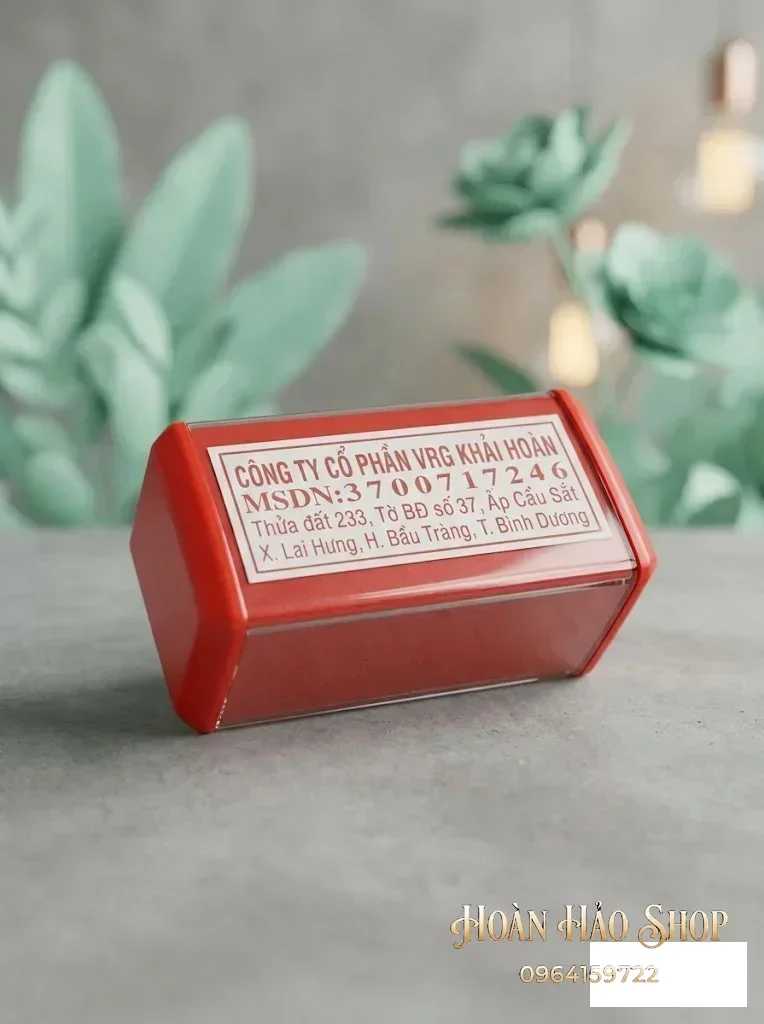 CÔNG TY CỔ PHẦN VRG KHẢI HOÀN
MSDN:3700717246
Thửa đất 233, Tờ BĐ số 37, Ấp Cầu Sắt
X. Lai Hưng, H. Bầu Tràng, T. Bình Dương
HOÀN HẢO SHOP
0964159722